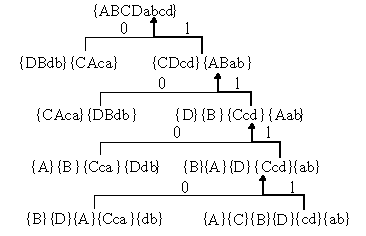 {ABCDabcd}
0 1
{DBdb}{CAca} {CDcd}{ABab}
0 1
{CAca}{DBdb} {D}{B}{Ccd}{Aab}
0 1
{A}{B}{Cca}{Ddb} {B}{A}{D}{Ccd}{ab}
0 1
{B}{D}{A}{Cca}{db} {A}{C}{B}{D}{cd}{ab}